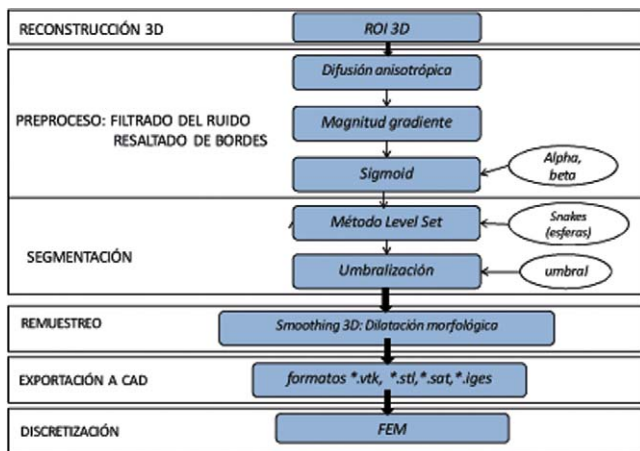 RECONSTRUCCIÓN 3D
ROI 3D
PREPROCESO: FILTRADO DEL RUIDO
RESALTADO DE BORDES
Difusión anisotrópica
Magnitud gradiente
Sigmoid
Alpha,
beta
SEGMENTACIÓN
Método Level Set
Snakes
(esferas)
Umbralización
umbral
REMUESTREO
Smoothing 3D: Dilatación morfológica
EXPORTACIÓN A CAD
formatos *.vtk, *.stl,*.sat,*.iges
DISCRETIZACIÓN
FEM